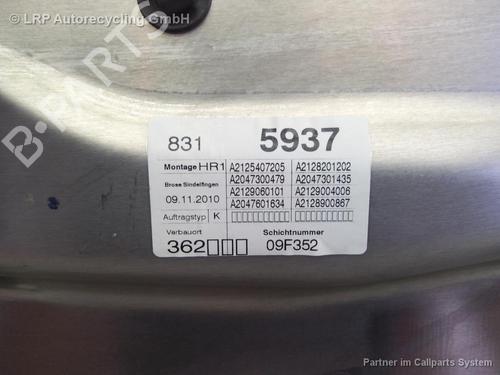 LRP Autorecycling GmbH
B-PARTS
831 5937
Montage HR1 A2125407205 A2128201202
A2047300479 A2047301435
Brose Sindelfingen A2129060101 A2129004006
09.11.2010 A2047601634 A2128900867
Auftragstyp K
Verbauort Schichtnummer
362 09F352
Partner im Callparts System